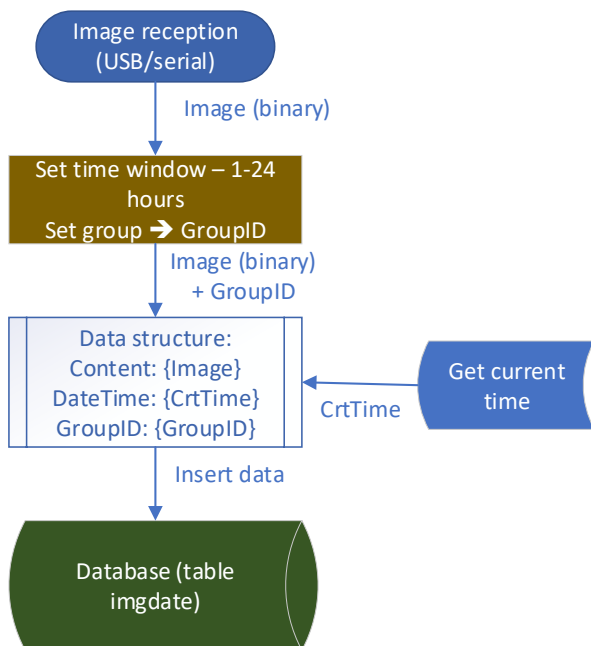 Image reception
(USB/serial)
Image (binary)
Set time window – 1-24
hours
Set group ➔ GroupID
Image (binary)
+ GroupID
Data structure:
Content: {Image}
DateTime: {CrtTime}
GroupID: {GroupID}
Get current
time
CrtTime
Insert data
Database (table
imgdate)